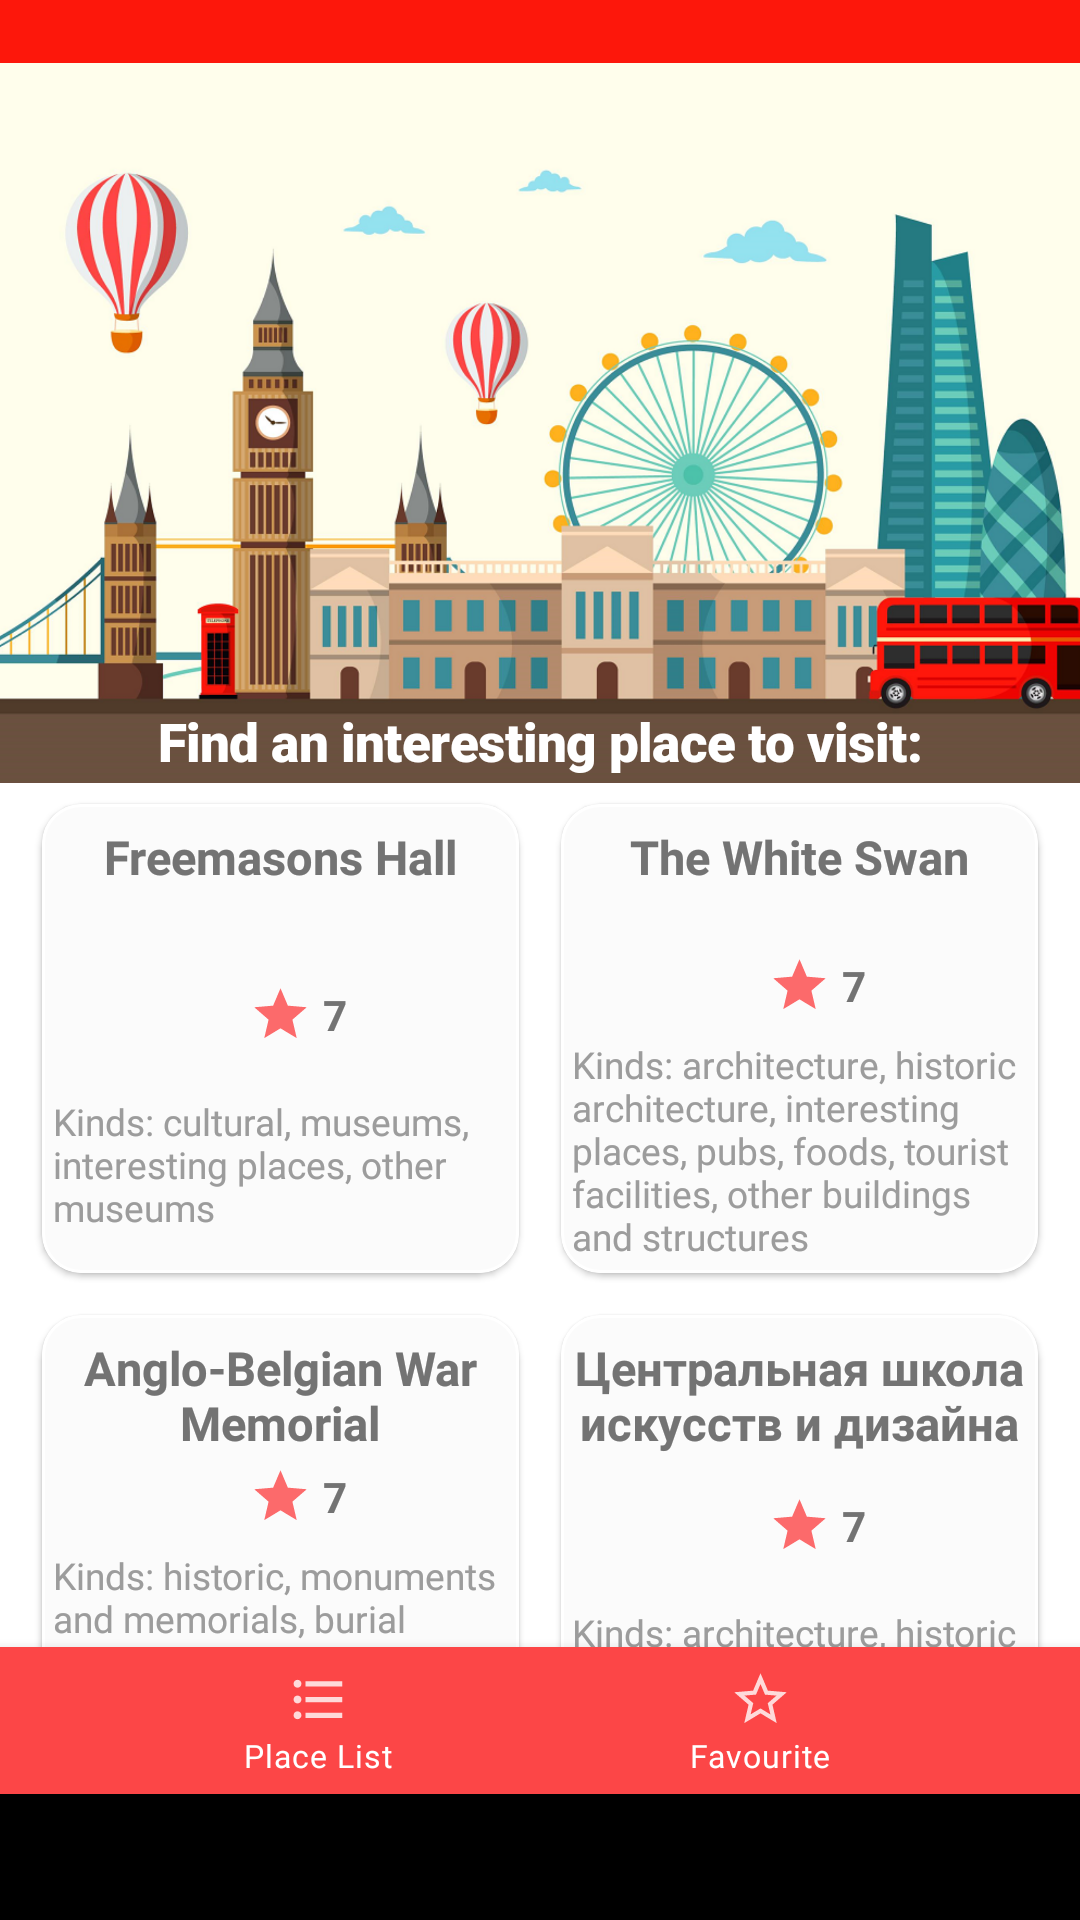 Find an interesting place to visit:
Freemasons Hall
7
Kinds: cultural, museums,
interesting places, other
museums
The White Swan
7
Kinds: architecture, historic
architecture, interesting
places, pubs, foods, tourist
facilities, other buildings
and structures
Anglo-Belgian War
Memorial
7
Kinds: historic, monuments
and memorials, burial
Центральная школа
искусств и дизайна
7
Kinds: architecture, historic
Place List
Favourite